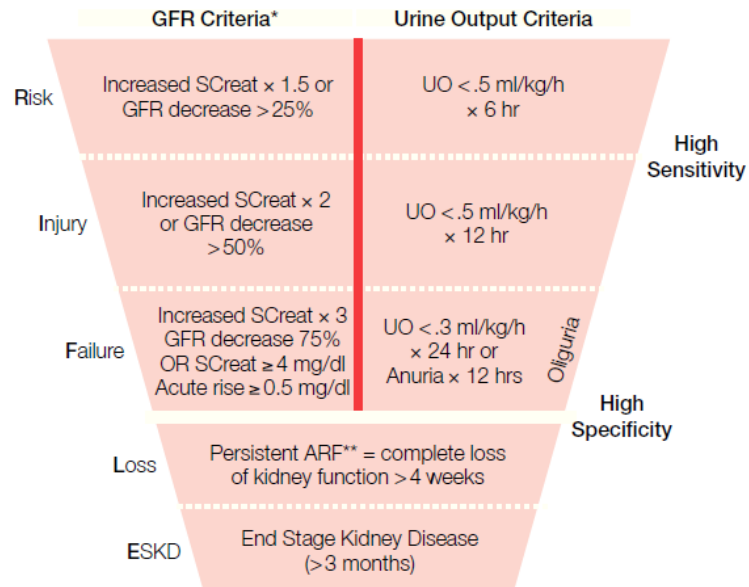 GFR Criteria*
Urine Output Criteria
Risk
Increased SCreat × 1.5 or
GFR decrease >25%
UO <.5 ml/kg/h
× 6 hr
High
Sensitivity
Injury
Increased SCreat × 2
or GFR decrease
>50%
UO <.5 ml/kg/h
× 12 hr
Failure
Increased SCreat × 3
GFR decrease 75%
OR SCreat ≥4 mg/dl
Acute rise ≥0.5 mg/dl
UO <.3 ml/kg/h
× 24 hr or
Anuria × 12 hrs
Oliguria
High
Specificity
Loss
Persistent ARF** = complete loss
of kidney function >4 weeks
ESKD
End Stage Kidney Disease
(>3 months)